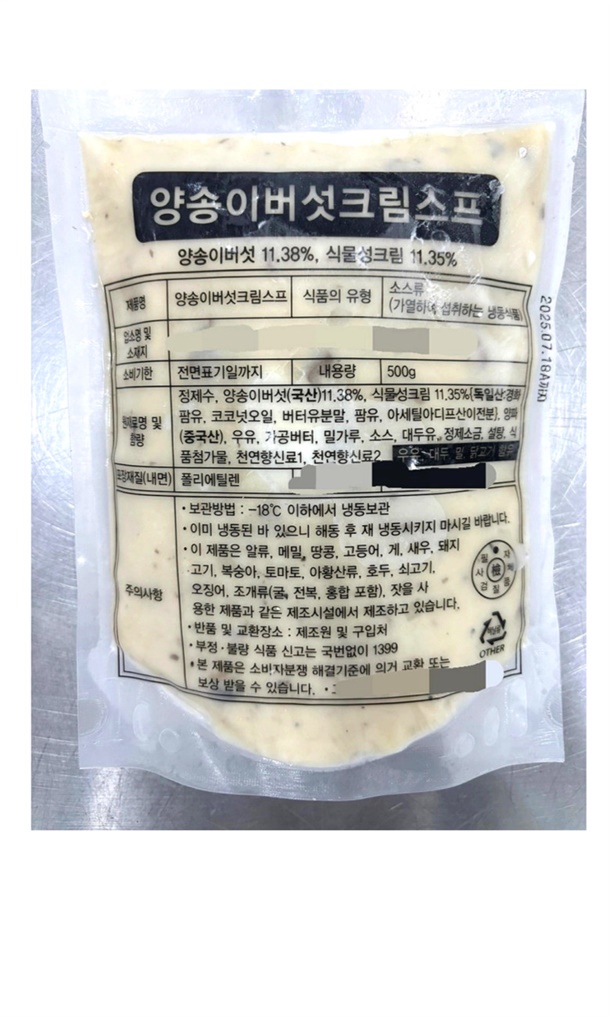 양송이버섯크림스프
양송이버섯 11.38%, 식물성크림 11.35%
제품명 양송이버섯크림스프 식품의 유형 소스류
(가열하여 섭취하는 냉동식품)
업소명 및
소재지
소비기한 전면표기일까지 내용량 500g
원재료명 및
함량
정제수, 양송이버섯(국산)11.38%, 식물성크림 11.35%{독일산:경화
팜유, 코코넛오일, 버터유분말, 팜유, 아세틸아디프산이전분}, 양파
(중국산), 우유, 가공버터, 밀가루, 소스, 대두유, 정제소금, 설탕, 식
품첨가물, 천연향신료1, 천연향신료2 우유, 대두, 밀, 닭고기 함유
포장재질(내면) 폴리에틸렌
주의사항
• 보관방법 : -18℃ 이하에서 냉동보관
• 이미 냉동된 바 있으니 해동 후 재 냉동시키지 마시길 바랍니다.
• 이 제품은 알류, 메밀, 땅콩, 고등어, 게, 새우, 돼지
고기, 복숭아, 토마토, 아황산류, 호두, 쇠고기,
오징어, 조개류(굴, 전복, 홍합 포함), 잣을 사
용한 제품과 같은 제조시설에서 제조하고 있습니다.
• 반품 및 교환장소 : 제조원 및 구입처
• 부정·불량 식품 신고는 국번없이 1399
• 본 제품은 소비자분쟁 해결기준에 의거 교환 또는
보상 받을 수 있습니다. •
檢
OTHER
2025.07.18A까지